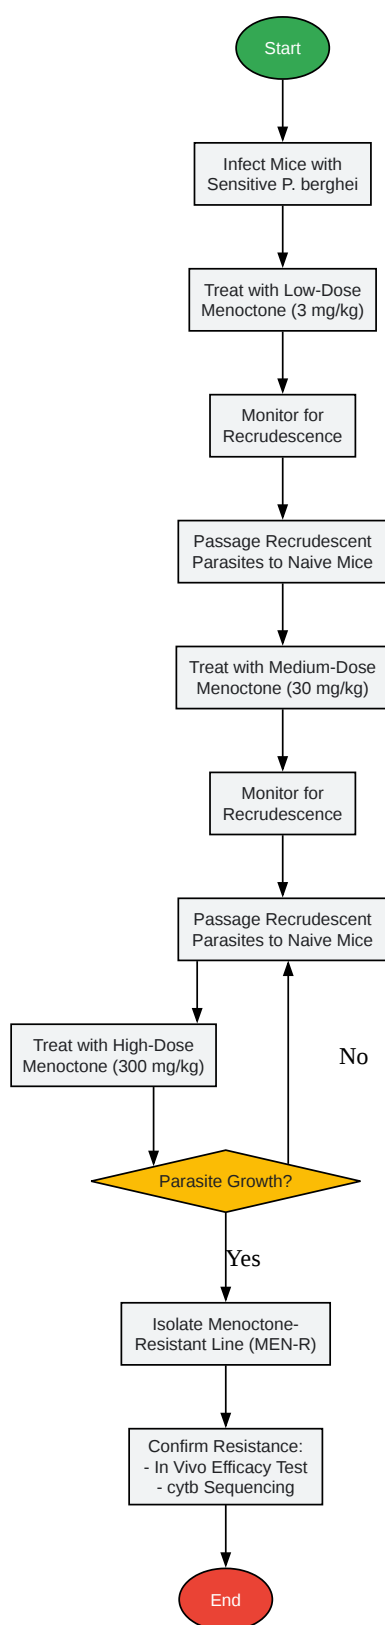 Start
Infect Mice with
Sensitive P. berghei
Treat with Low-Dose
Menoctone (3 mg/kg)
Monitor for
Recrudescence
Passage Recrudescent
Parasites to Naive Mice
Treat with Medium-Dose
Menoctone (30 mg/kg)
Monitor for
Recrudescence
Passage Recrudescent
Parasites to Naive Mice
Treat with High-Dose
Menoctone (300 mg/kg)
No
Parasite Growth?
Yes
Isolate Menoctone-
Resistant Line (MEN-R)
Confirm Resistance:
- In Vivo Efficacy Test
- cytb Sequencing
End